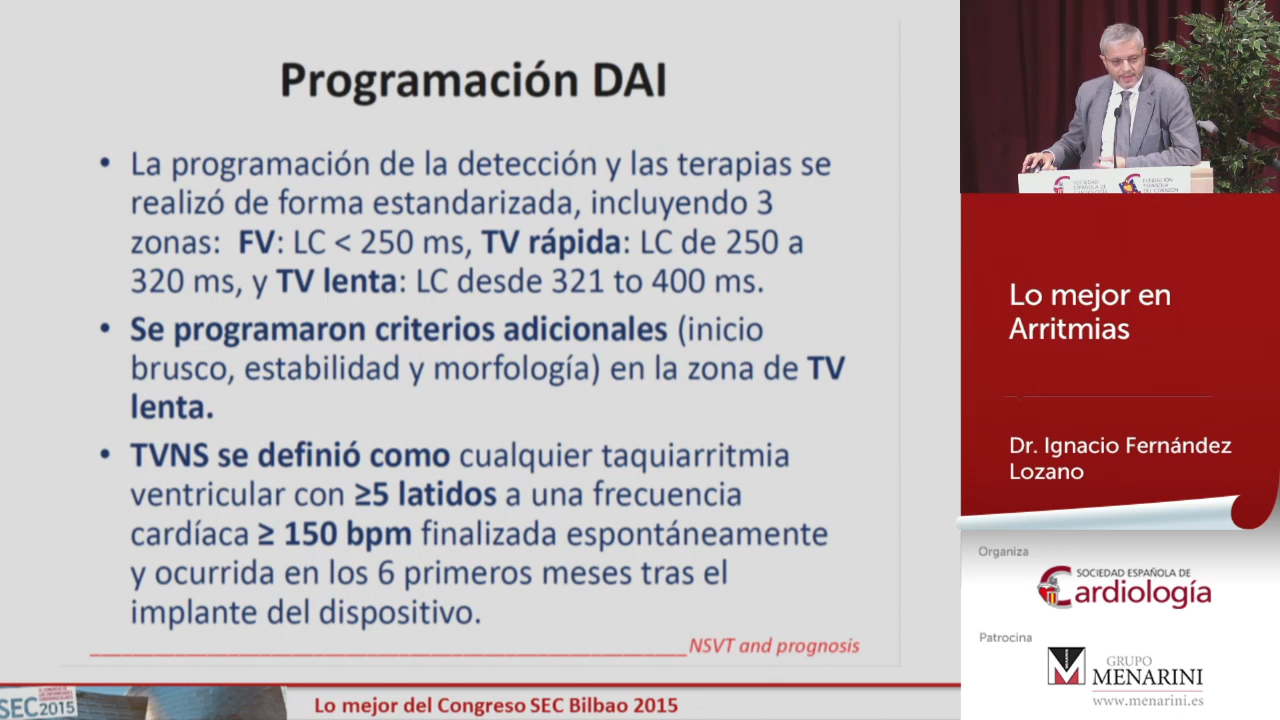 Programación DAI
• La programación de la detección y las terapias se
realizó de forma estandarizada, incluyendo 3
zonas: FV: LC < 250 ms, TV rápida: LC de 250 a
320 ms, y TV lenta: LC desde 321 to 400 ms.
• Se programaron criterios adicionales (inicio
brusco, estabilidad y morfología) en la zona de TV
lenta.
• TVNS se definió como cualquier taquiarritmia
ventricular con ≥5 latidos a una frecuencia
cardíaca ≥ 150 bpm finalizada espontáneamente
y ocurrida en los 6 primeros meses tras el
implante del dispositivo.
NSVT and prognosis
SEC 2015
Lo mejor del Congreso SEC Bilbao 2015
Lo mejor en
Arritmias
Dr. Ignacio Fernández
Lozano
Organiza
SOCIEDAD ESPAÑOLA DE
Cardiología
Patrocina
GRUPO
MENARINI
www.menarini.es